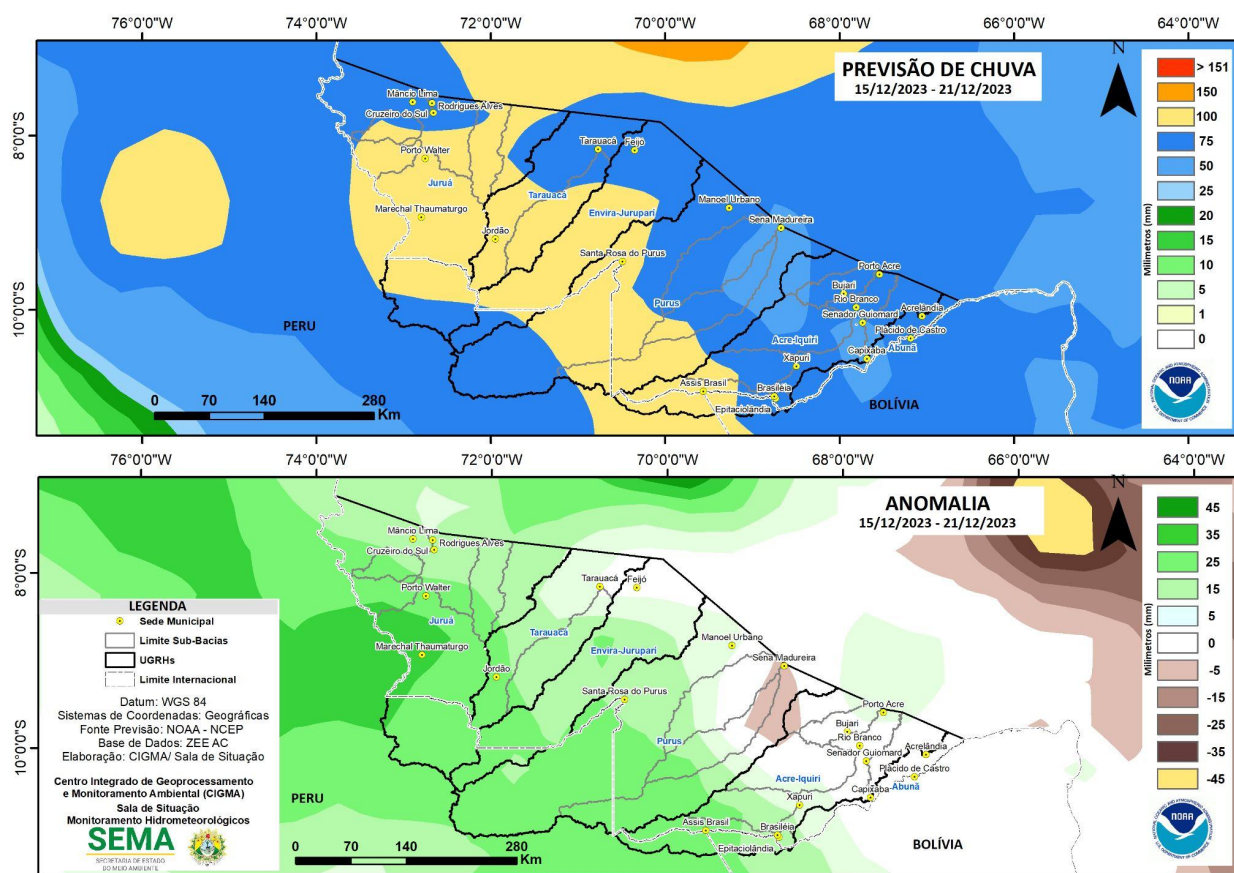 76°0'0"W 74°0'0"W 72°0'0"W 70°0'0"W 68°0'0"W 66°0'0"W 64°0'0"W
8°0'0"S
10°0'0"S
PREVISÃO DE CHUVA
15/12/2023 - 21/12/2023
N
Milímetros (mm)
> 151
150
100
75
50
25
20
15
10
5
1
0
NOAA
Mâncio Lima
Rodrigues Alves
Cruzeiro do Sul
Porto Walter
Juruá
Marechal Thaumaturgo
Tarauacá
Feijó
Tarauacá
Jordão
Envira-Jurupari
Manoel Urbano
Sena Madureira
Santa Rosa do Purus
Purus
Porto Acre
Bujari
Rio Branco
Senador Guiomard
Acrelândia
Plácido de Castro
Acre-Iquiri
Abunã
Capixaba
Xapuri
Assis Brasil
Brasiléia
Epitaciolândia
PERU
BOLÍVIA
0 70 140 280
Km
76°0'0"W 74°0'0"W 72°0'0"W 70°0'0"W 68°0'0"W 66°0'0"W 64°0'0"W
8°0'0"S
10°0'0"S
ANOMALIA
15/12/2023 - 21/12/2023
N
Milímetros (mm)
45
35
25
15
5
0
-5
-15
-25
-35
-45
NOAA
Mâncio Lima
Rodrigues Alves
Cruzeiro do Sul
Porto Walter
Juruá
Marechal Thaumaturgo
Tarauacá
Feijó
Tarauacá
Jordão
Envira-Jurupari
Manoel Urbano
Sena Madureira
Santa Rosa do Purus
Purus
Porto Acre
Bujari
Rio Branco
Senador Guiomard
Acrelândia
Plácido de Castro
Acre-Iquiri
Abunã
Capixaba
Xapuri
Assis Brasil
Brasiléia
Epitaciolândia
PERU
BOLÍVIA
0 70 140 280
Km
LEGENDA
Sede Municipal
Limite Sub-Bacias
UGRHs
Limite Internacional
Datum: WGS 84
Sistemas de Coordenadas: Geográficas
Fonte Previsão: NOAA - NCEP
Base de Dados: ZEE AC
Elaboração: CIGMA/ Sala de Situação
Centro Integrado de Geoprocessamento
e Monitoramento Ambiental (CIGMA)
Sala de Situação
Monitoramento Hidrometeorológicos
SEMA
SECRETARIA DE ESTADO
DO MEIO AMBIENTE